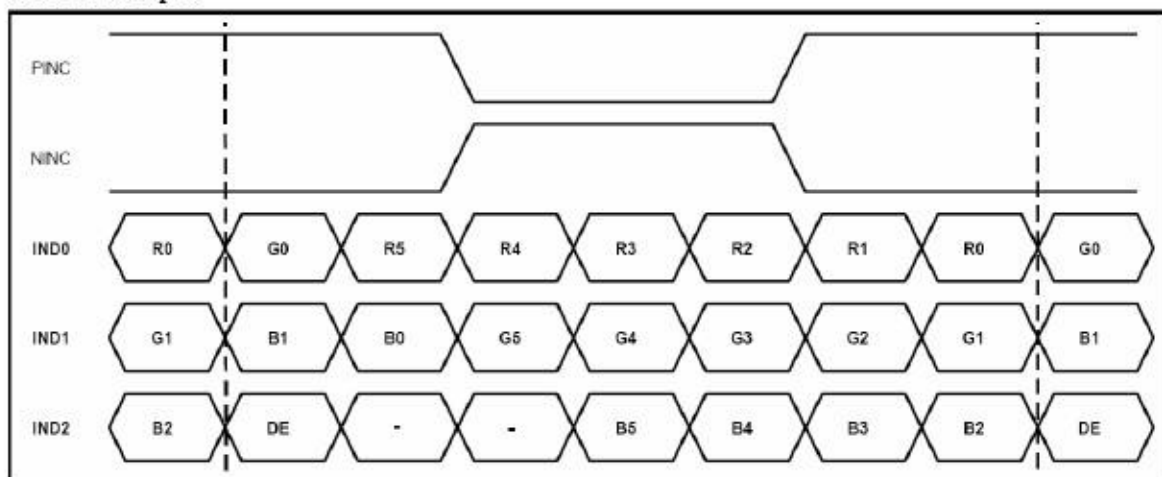 PINC
NINC
IND0 R0 G0 R5 R4 R3 R2 R1 R0 G0
IND1 G1 B1 B0 G5 G4 G3 G2 G1 B1
IND2 B2 DE - - B5 B4 B3 B2 DE